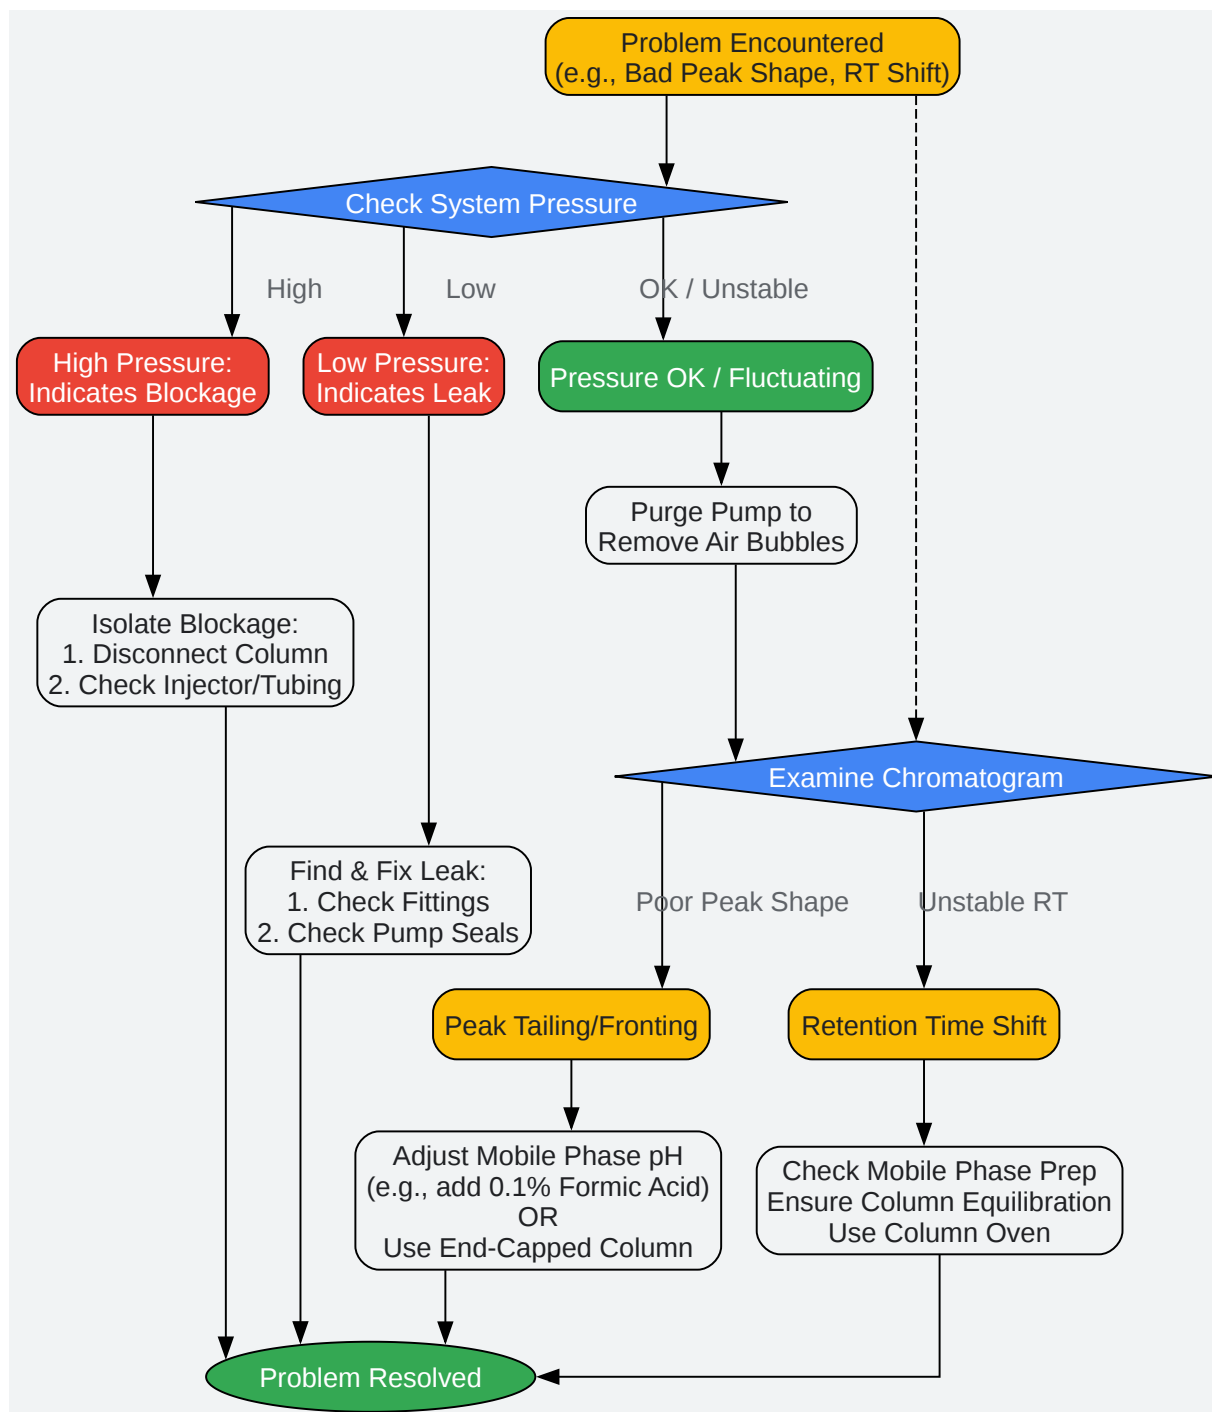 Problem Encountered
(e.g., Bad Peak Shape, RT Shift)
Check System Pressure
High
Low
OK / Unstable
High Pressure:
Indicates Blockage
Low Pressure:
Indicates Leak
Pressure OK / Fluctuating
Purge Pump to
Remove Air Bubbles
Isolate Blockage:
1. Disconnect Column
2. Check Injector/Tubing
Examine Chromatogram
Find & Fix Leak:
1. Check Fittings
2. Check Pump Seals
Poor Peak Shape
Unstable RT
Peak Tailing/Fronting
Retention Time Shift
Adjust Mobile Phase pH
(e.g., add 0.1% Formic Acid)
OR
Use End-Capped Column
Check Mobile Phase Prep
Ensure Column Equilibration
Use Column Oven
Problem Resolved